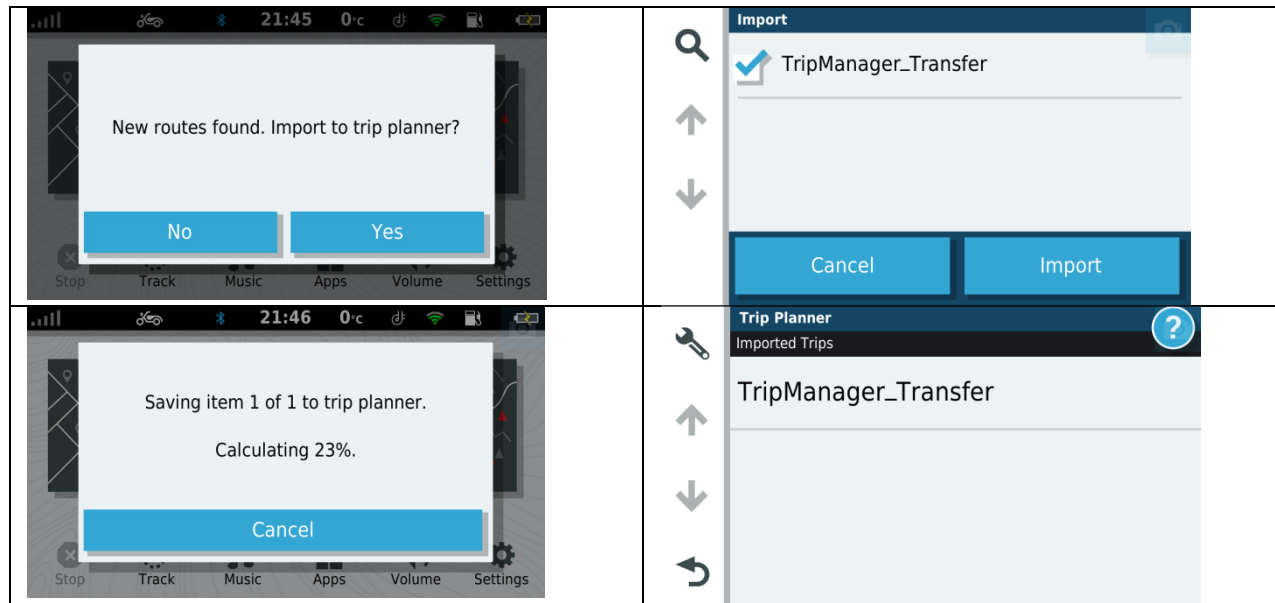 21:45 0°c
New routes found. Import to trip planner?
No Yes
Stop Track Music Apps Volume Settings
Import
TripManager_Transfer
Cancel Import
21:46 0°c
Saving item 1 of 1 to trip planner.
Calculating 23%.
Cancel
Stop Track Music Apps Volume Settings
Trip Planner
?
Imported Trips
TripManager_Transfer